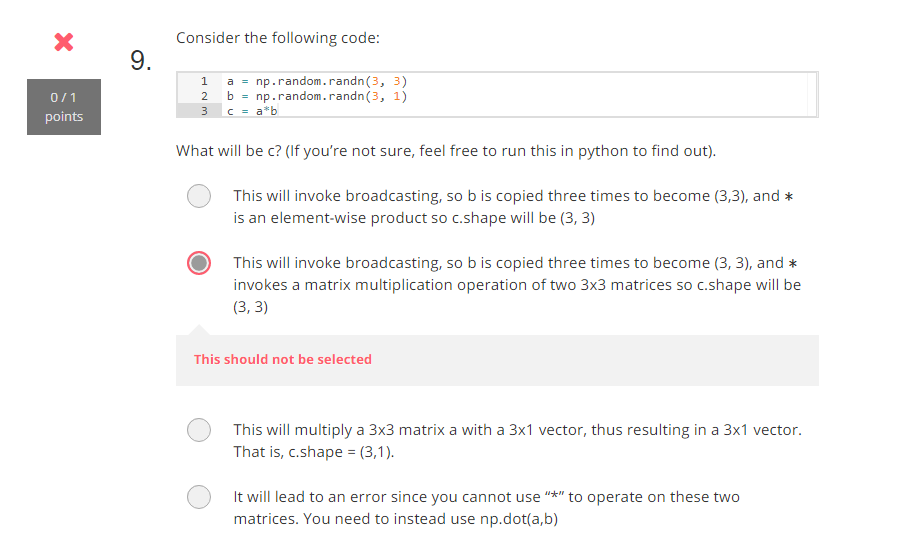 Consider the following code:
9.
0 / 1
points
1 a = np.random.randn(3, 3)
2 b = np.random.randn(3, 1)
3 c = a*b
What will be c? (If you’re not sure, feel free to run this in python to find out).
This will invoke broadcasting, so b is copied three times to become (3,3), and *
is an element-wise product so c.shape will be (3, 3)
This will invoke broadcasting, so b is copied three times to become (3, 3), and *
invokes a matrix multiplication operation of two 3x3 matrices so c.shape will be
(3, 3)
This should not be selected
This will multiply a 3x3 matrix a with a 3x1 vector, thus resulting in a 3x1 vector.
That is, c.shape = (3,1).
It will lead to an error since you cannot use “*” to operate on these two
matrices. You need to instead use np.dot(a,b)